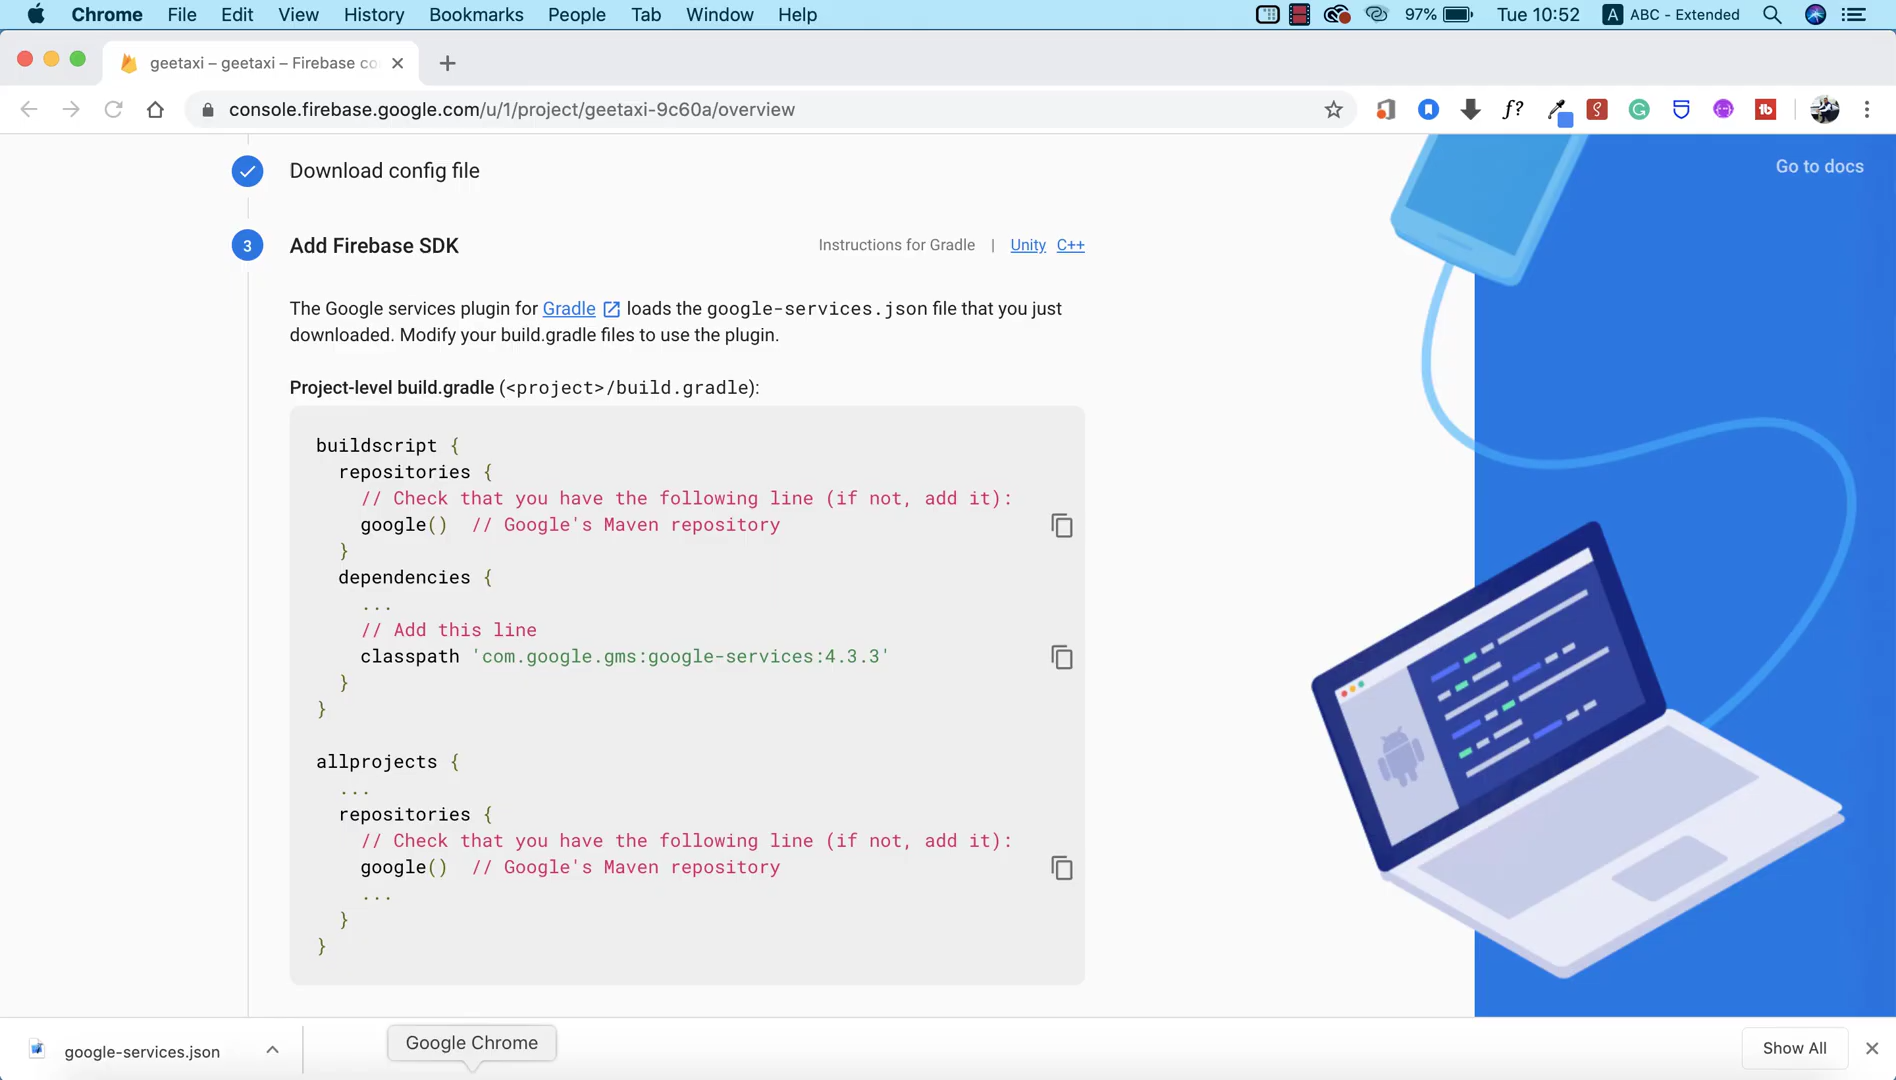 Chrome File Edit View History Bookmarks People Tab Window Help 97% Tue 10:52 A ABC - Extended
geetaxi – geetaxi – Firebase co
console.firebase.google.com/u/1/project/geetaxi-9c60a/overview
Download config file
Go to docs
3 Add Firebase SDK Instructions for Gradle | Unity C++
The Google services plugin for Gradle loads the google-services.json file that you just
downloaded. Modify your build.gradle files to use the plugin.
Project-level build.gradle (<project>/build.gradle):
buildscript {
repositories {
// Check that you have the following line (if not, add it):
google() // Google's Maven repository
}
dependencies {
...
// Add this line
classpath 'com.google.gms:google-services:4.3.3'
}
}
allprojects {
...
repositories {
// Check that you have the following line (if not, add it):
google() // Google's Maven repository
...
}
}
google-services.json
Google Chrome
Show All